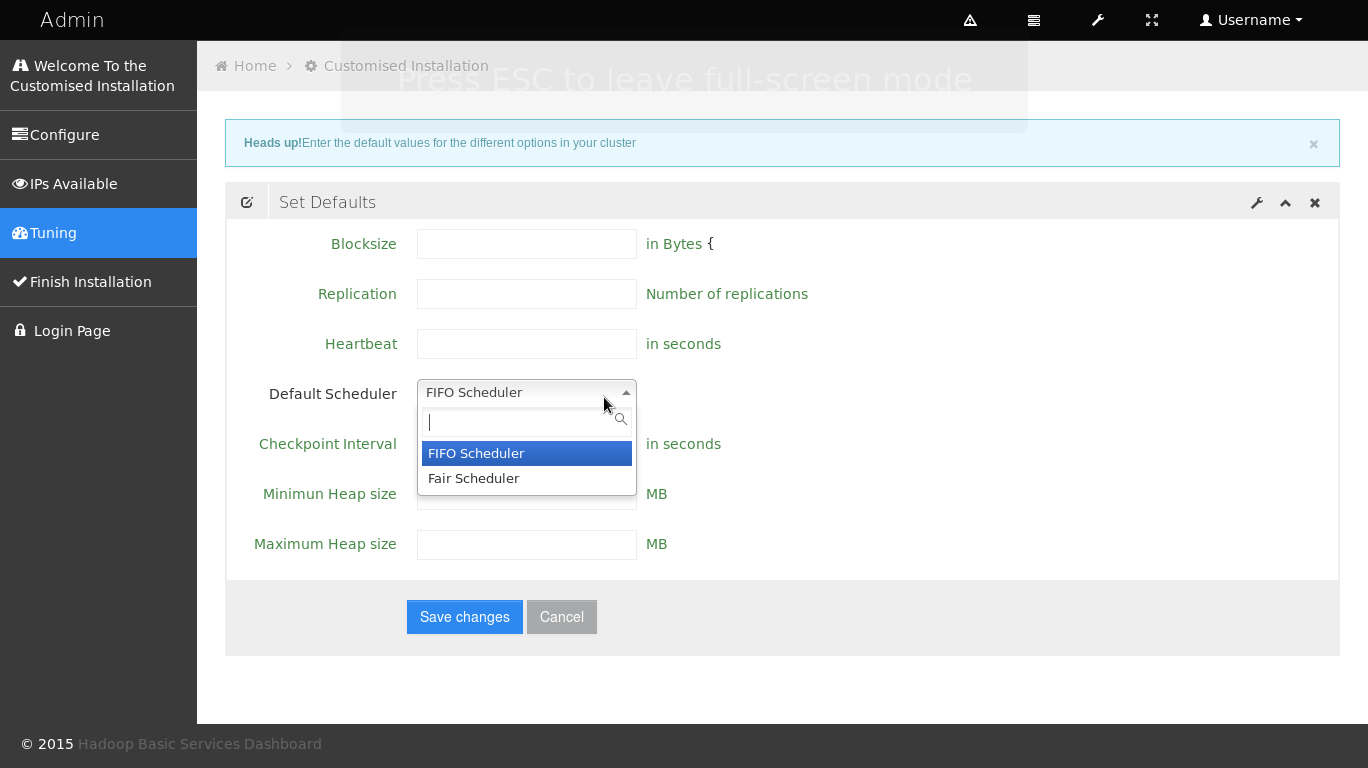 Admin
Username
Welcome To the
Customised Installation
Configure
IPs Available
Tuning
Finish Installation
Login Page
Home
Customised Installation
Press ESC to leave full-screen mode
Heads up!Enter the default values for the different options in your cluster
×
Set Defaults
Blocksize in Bytes {
Replication Number of replications
Heartbeat in seconds
Default Scheduler FIFO Scheduler
FIFO Scheduler
Fair Scheduler
Checkpoint Interval in seconds
Minimun Heap size MB
Maximum Heap size MB
Save changes Cancel
© 2015 Hadoop Basic Services Dashboard